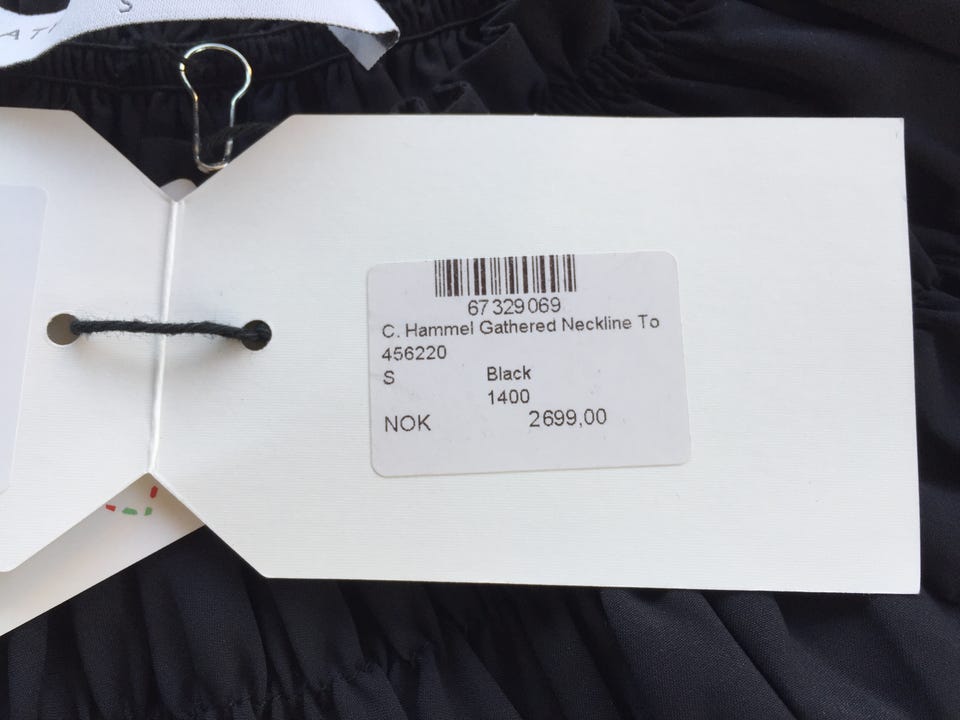 S
67329069
C. Hammel Gathered Neckline To
456220
S Black
1400
NOK 2699,00